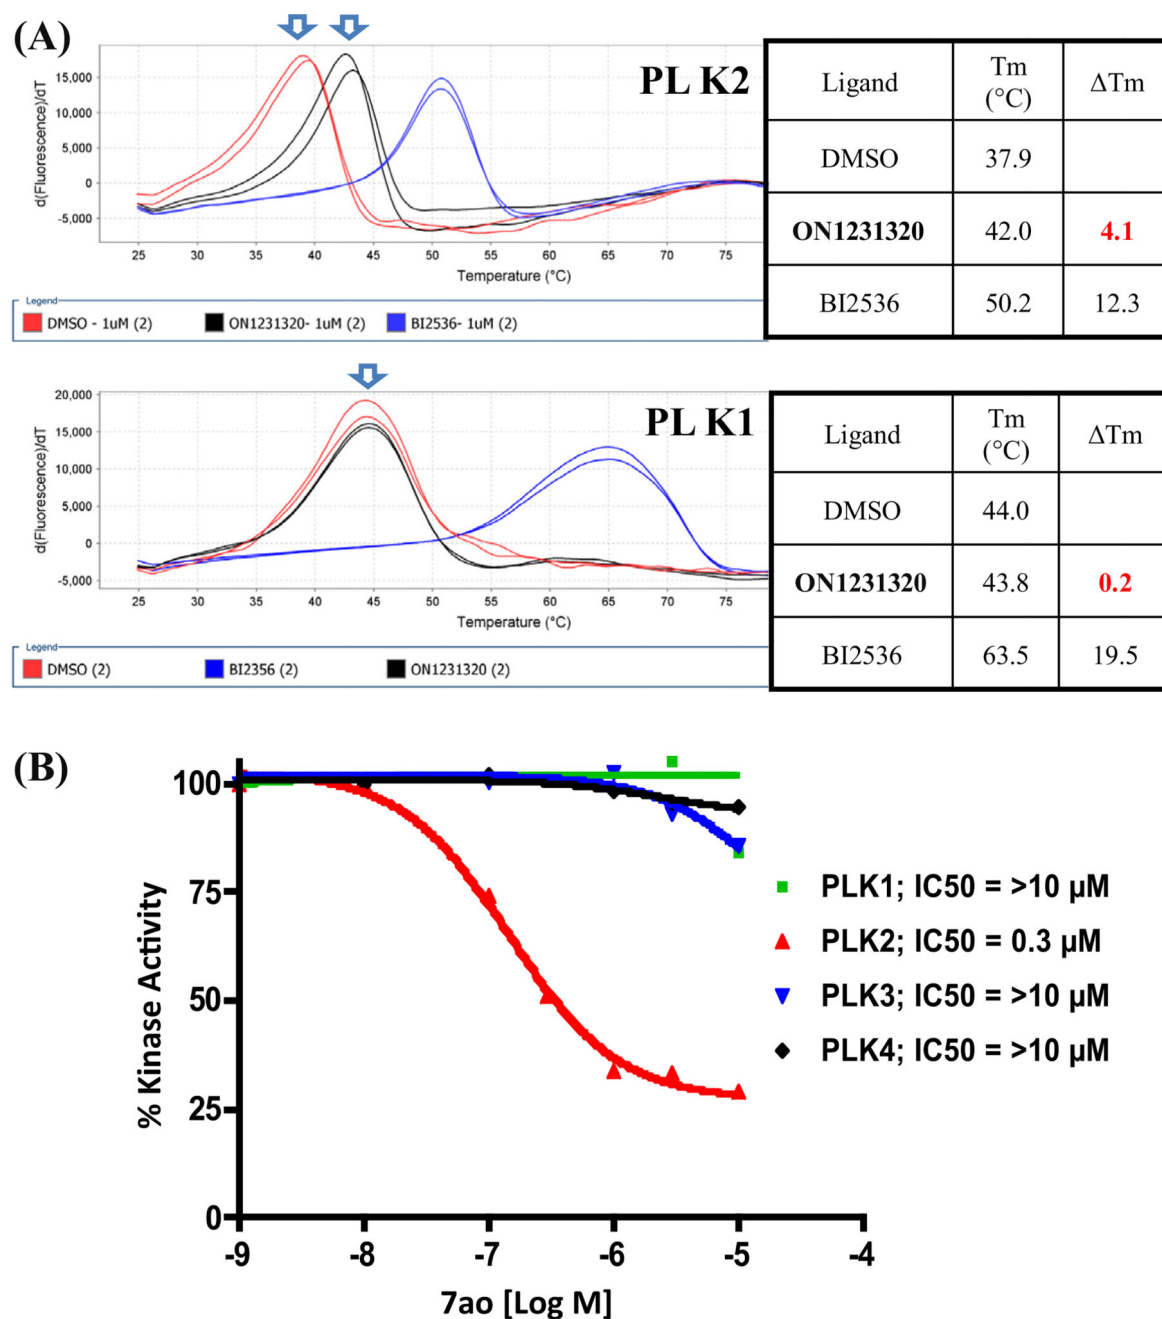 (A)
PL K2
d(Fluorescence)/dT
15,000
10,000
5,000
0
-5,000
25 30 35 40 45 50 55 60 65 70 75
Temperature (°C)
Legend
DMSO - 1uM (2) ON1231320- 1uM (2) BI2536- 1uM (2)
Ligand Tm (°C) ΔTm
DMSO 37.9
ON1231320 42.0 4.1
BI2536 50.2 12.3
PL K1
d(Fluorescence)/dT
20,000
15,000
10,000
5,000
0
-5,000
25 30 35 40 45 50 55 60 65 70 75
Temperature (°C)
Legend
DMSO (2) BI2356 (2) ON1231320 (2)
Ligand Tm (°C) ΔTm
DMSO 44.0
ON1231320 43.8 0.2
BI2536 63.5 19.5
(B)
% Kinase Activity
100
75
50
25
0
-9 -8 -7 -6 -5 -4
7ao [Log M]
PLK1; IC50 = >10 µM
PLK2; IC50 = 0.3 µM
PLK3; IC50 = >10 µM
PLK4; IC50 = >10 µM